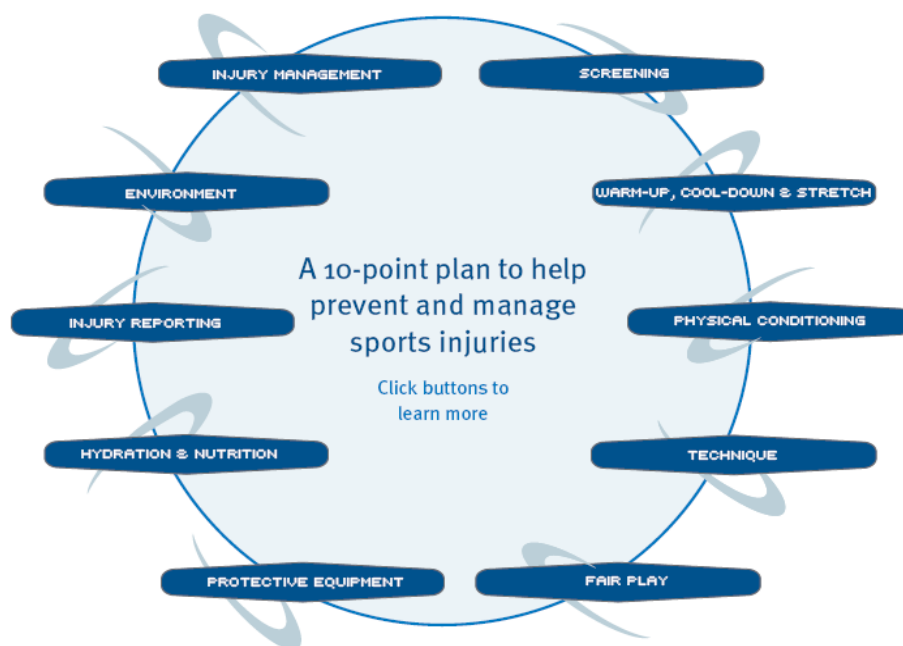 INJURY MANAGEMENT
SCREENING
ENVIRONMENT
WARM-UP, COOL-DOWN & STRETCH
A 10-point plan to help
prevent and manage
sports injuries
INJURY REPORTING
PHYSICAL CONDITIONING
Click buttons to
learn more
HYDRATION & NUTRITION
TECHNIQUE
PROTECTIVE EQUIPMENT
FAIR PLAY